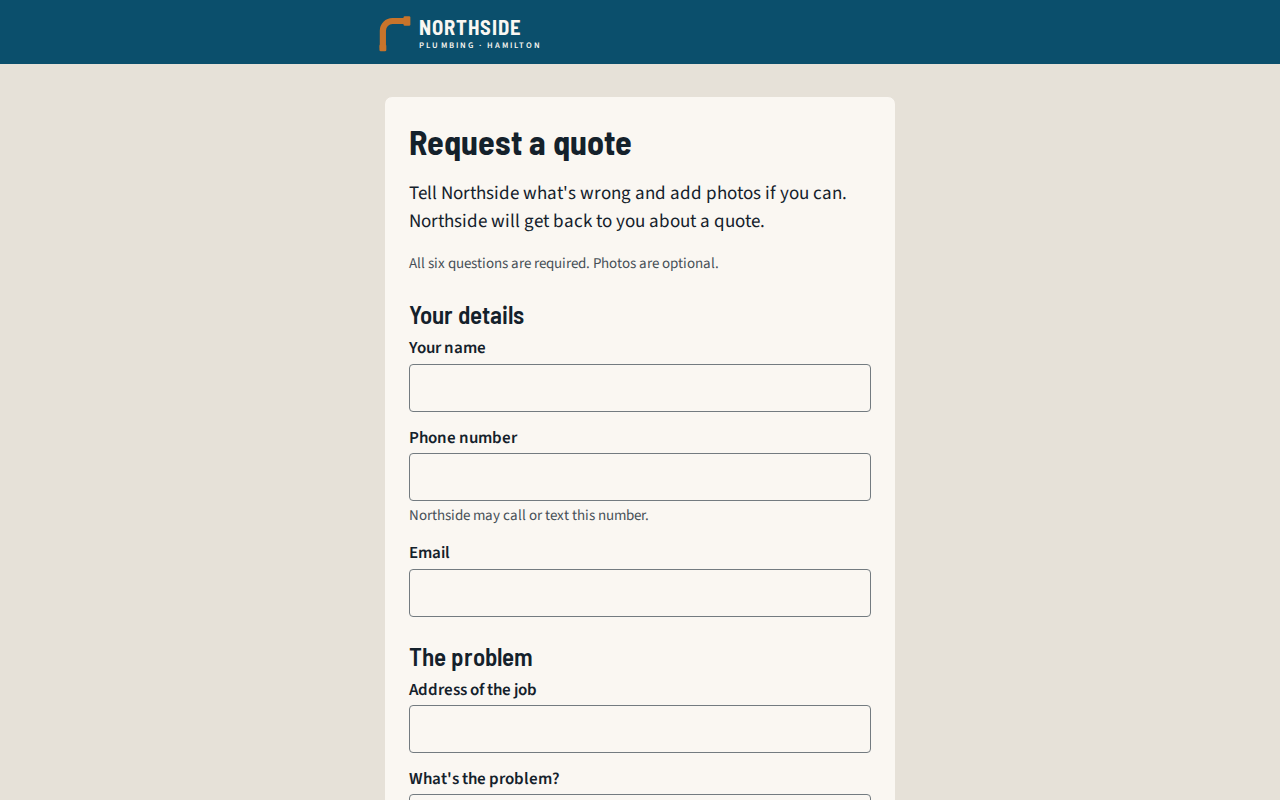 NORTHSIDE
PLUMBING · HAMILTON
Request a quote
Tell Northside what's wrong and add photos if you can.
Northside will get back to you about a quote.
All six questions are required. Photos are optional.
Your details
Your name
Phone number
Northside may call or text this number.
Email
The problem
Address of the job
What's the problem?